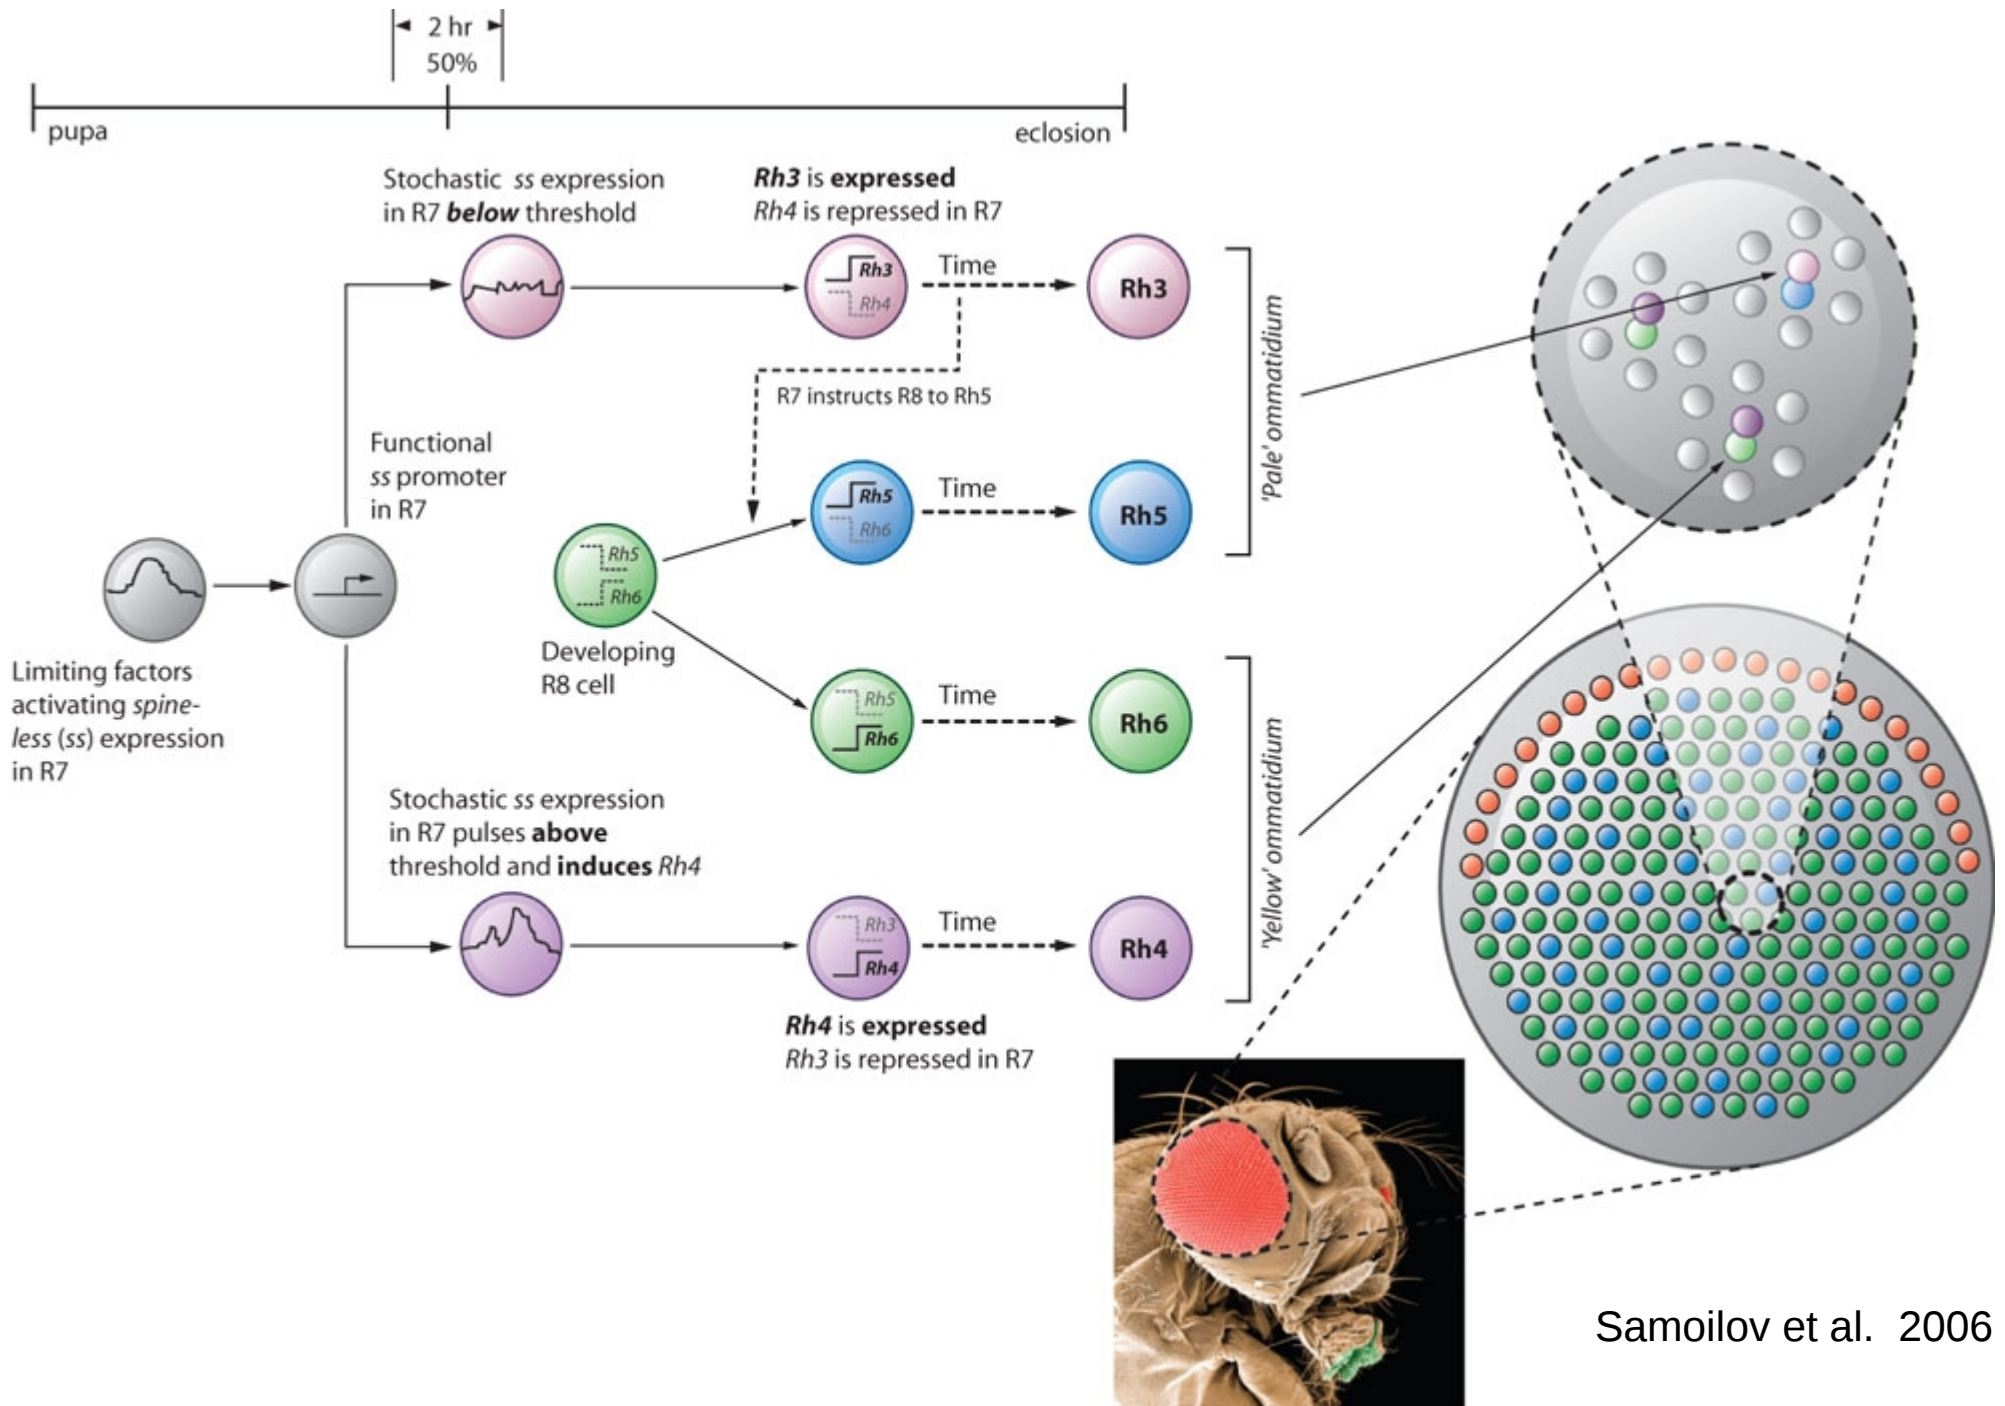 2 hr
50%
pupa
eclosion
Stochastic ss expression
in R7 below threshold
Rh3 is expressed
Rh4 is repressed in R7
Rh3
Rh4
Time
Rh3
R7 instructs R8 to Rh5
'Pale' ommatidium
Functional
ss promoter
in R7
Rh5
Rh6
Time
Rh5
Rh5
Rh6
Developing
R8 cell
Limiting factors
activating spine-
less (ss) expression
in R7
Rh5
Rh6
Time
Rh6
'Yellow' ommatidium
Stochastic ss expression
in R7 pulses above
threshold and induces Rh4
Rh3
Rh4
Time
Rh4
Rh4 is expressed
Rh3 is repressed in R7
Samoilov et al. 2006